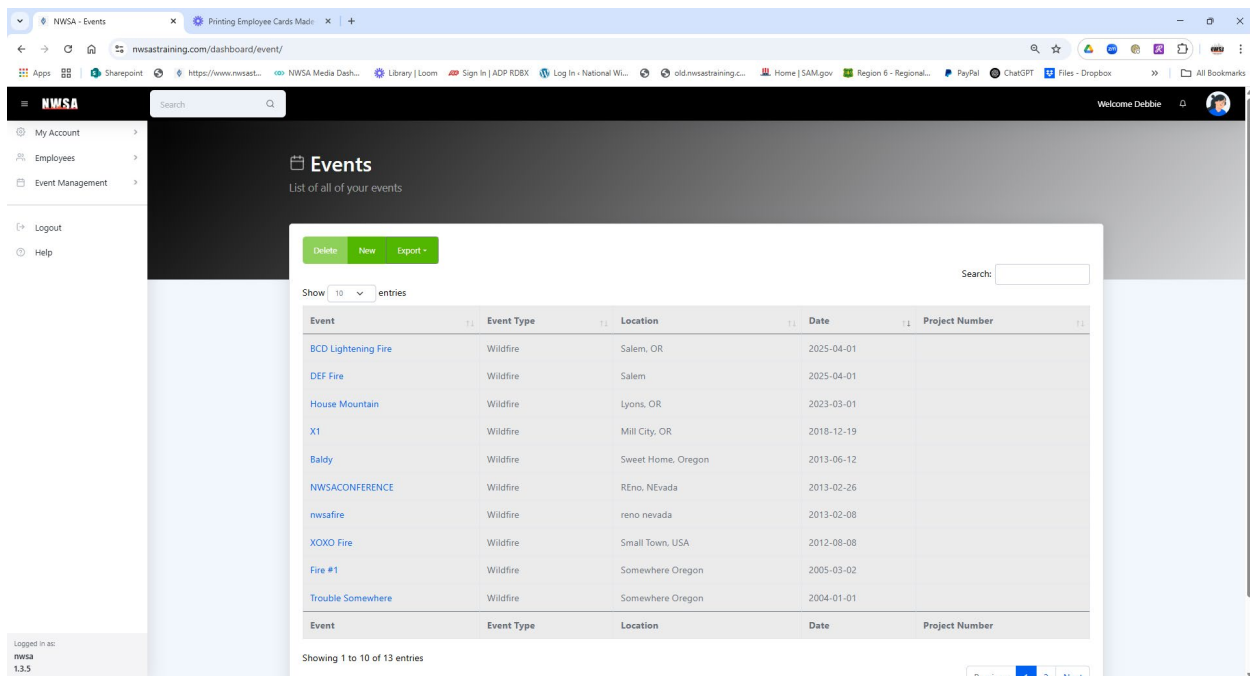 NWSA - Events
Printing Employee Cards Made
nwsastraining.com/dashboard/event/
Apps Sharepoint https://www.nwsast... NWSA Media Dash... Library | Loom Sign In | ADP RDBX Log In ‹ National Wi... old.nwsastraining.c... Home | SAM.gov Region 6 - Regional... PayPal ChatGPT Files - Dropbox » All Bookmarks
NWSA Search Welcome Debbie
My Account
Employees
Event Management
Logout
Help
Events
List of all of your events
Delete New Export
Search:
Show 10 entries
Event Event Type Location Date Project Number
BCD Lightening Fire Wildfire Salem, OR 2025-04-01
DEF Fire Wildfire Salem 2025-04-01
House Mountain Wildfire Lyons, OR 2023-03-01
X1 Wildfire Mill City, OR 2018-12-19
Baldy Wildfire Sweet Home, Oregon 2013-06-12
NWSACONFERENCE Wildfire REno, NEvada 2013-02-26
nwsafire Wildfire reno nevada 2013-02-08
XOXO Fire Wildfire Small Town, USA 2012-08-08
Fire #1 Wildfire Somewhere Oregon 2005-03-02
Trouble Somewhere Wildfire Somewhere Oregon 2004-01-01
Event Event Type Location Date Project Number
Showing 1 to 10 of 13 entries
Logged in as:
nwsa
1.3.5